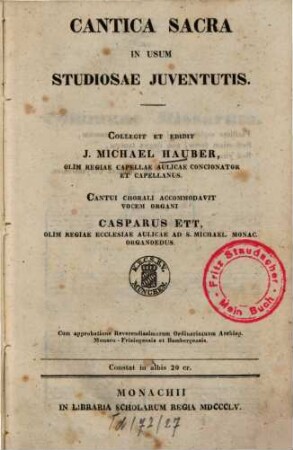 CANTICA SACRA
IN USUM
STUDIOSAE JUVENTUTIS.
COLLEGIT ET EDIDIT
J. MICHAEL HAUBER,
OLIM REGIAE CAPELLAE AULICAE CONCIONATOR
ET CAPELLANUS.
CANTUI CHORALI ACCOMMODAVIT
VOCEM ORGANI
CASPARUS ETT,
OLIM REGIAE ECCLESIAE AULICAE AD S. MICHAEL. MONAC.
ORGANOEDUS.
MÜNCHEN.
Fritz Staudacher
Mein Buch
Cum approbatione Reverendissimorum Ordinariatuum Archiep.
Monaco-Frisingensis et Bambergensis.
Constat in albis 20 cr.
MONACHII
IN LIBRARIA SCHOLARUM REGIA MDCCCLV.